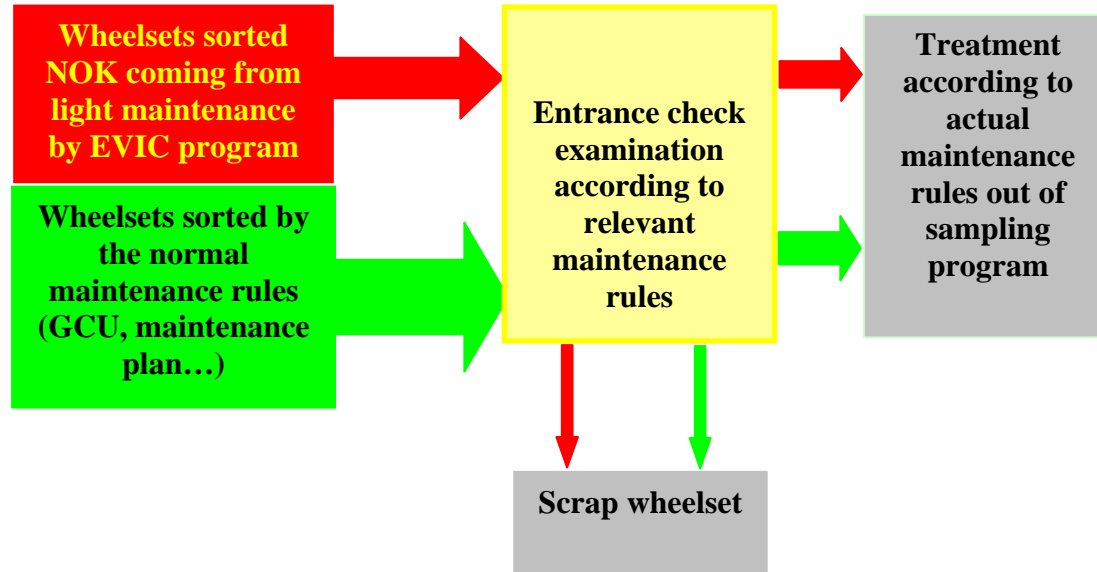 Wheelsets sorted
NOK coming from
light maintenance
by EVIC program
Wheelsets sorted by
the normal
maintenance rules
(GCU, maintenance
plan…)
Entrance check
examination
according to
relevant
maintenance
rules
Treatment
according to
actual
maintenance
rules out of
sampling
program
Scrap wheelset